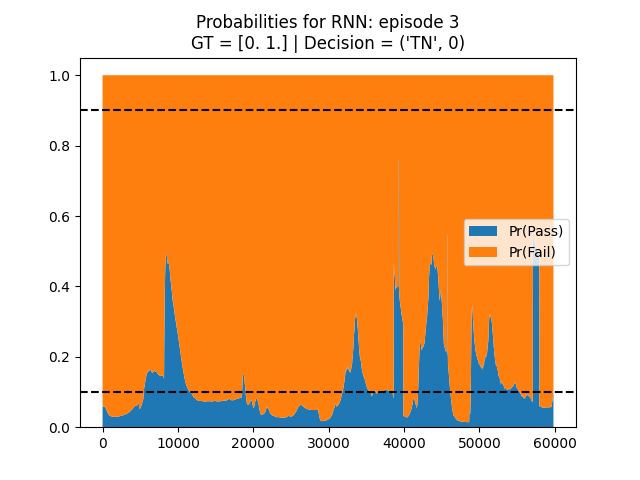 Probabilities for RNN: episode 3
GT = [0. 1.] | Decision = ('TN', 0)
1.0
0.8
0.6
0.4
0.2
0.0
Pr(Pass)
Pr(Fail)
0 10000 20000 30000 40000 50000 60000